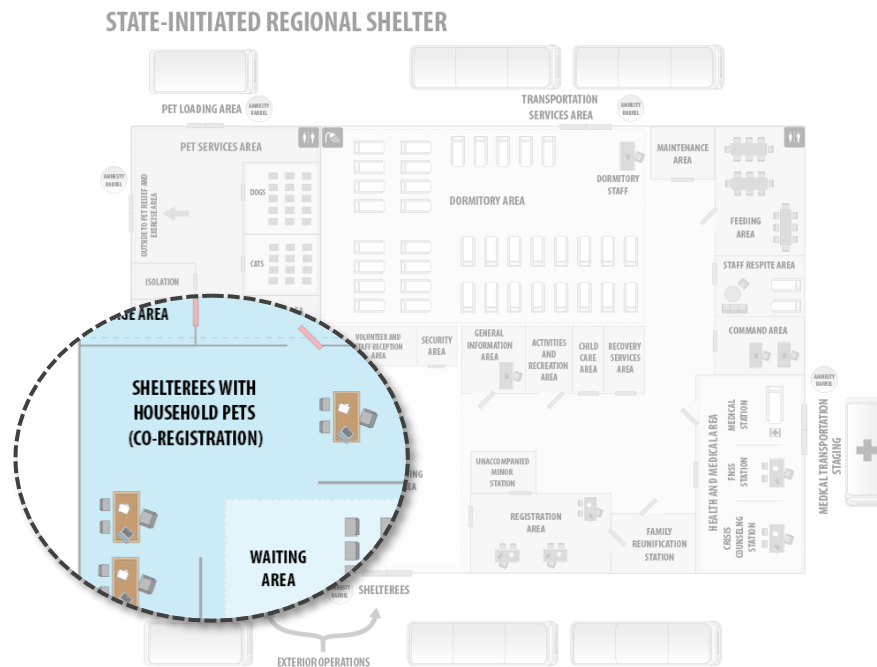 STATE-INITIATED REGIONAL SHELTER
PET LOADING AREA
AMNESTY
BARREL
TRANSPORTATION
SERVICES AREA
AMNESTY
BARREL
PET SERVICES AREA
MAINTENANCE
AREA
AMNESTY
BARREL
OUTSIDE TO PET RELIEF AND
EXERCISE AREA
DOGS
DORMITORY AREA
DORMITORY
STAFF
FEEDING
AREA
CATS
ISOLATION
STAFF RESPITE AREA
AREA
VOLUNTEER AND
STAFF RECEPTION
AREA
SECURITY
AREA
GENERAL
INFORMATION
AREA
ACTIVITIES
AND
RECREATION
AREA
CHILD
CARE
AREA
RECOVERY
SERVICES
AREA
COMMAND AREA
SHELTEREES WITH
HOUSEHOLD PETS
(CO-REGISTRATION)
AMNESTY
BARREL
HEALTH AND MEDICAL AREA
MEDICAL
STATION
FNSS
STATION
CRISIS
COUNSELING
STATION
MEDICAL TRANSPORTATION
STAGING
UNACCOMPANIED
MINOR
STATION
REGISTRATION
AREA
FAMILY
REUNIFICATION
STATION
WAITING
AREA
AMNESTY
BARREL
SHELTEREES
EXTERIOR OPERATIONS